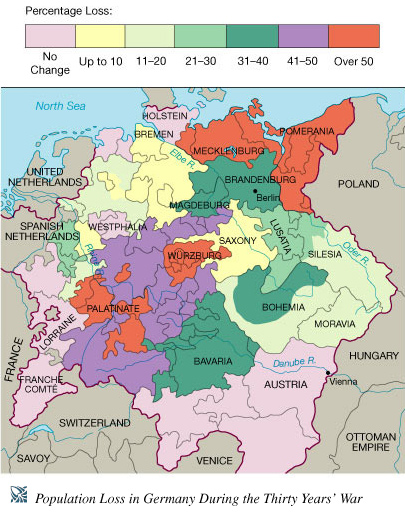 Percentage Loss:
No Change
Up to 10
11–20
21–30
31–40
41–50
Over 50
North Sea
HOLSTEIN
BREMEN
POMERANIA
MECKLENBURG
Elbe R.
UNITED
NETHERLANDS
BRANDENBURG
Berlin
POLAND
MAGDEBURG
SPANISH
NETHERLANDS
WESTPHALIA
SAXONY
LUSATIA
Oder R.
Rhine R.
WÜRZBURG
SILESIA
PALATINATE
BOHEMIA
MORAVIA
LORRAINE
FRANCE
BAVARIA
Danube R.
HUNGARY
FRANCHE
COMTÉ
AUSTRIA
Vienna
SWITZERLAND
OTTOMAN
EMPIRE
SAVOY
VENICE
Population Loss in Germany During the Thirty Years’ War